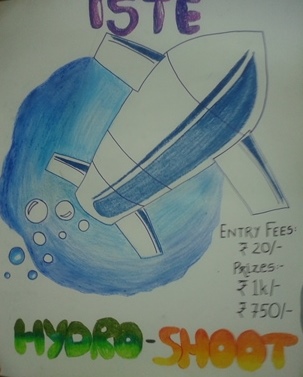 ISTE
ENTRY FEES:
₹ 20/-
PRIZES:-
₹ 1k/-
₹ 750/-
HYDRO-SHOOT